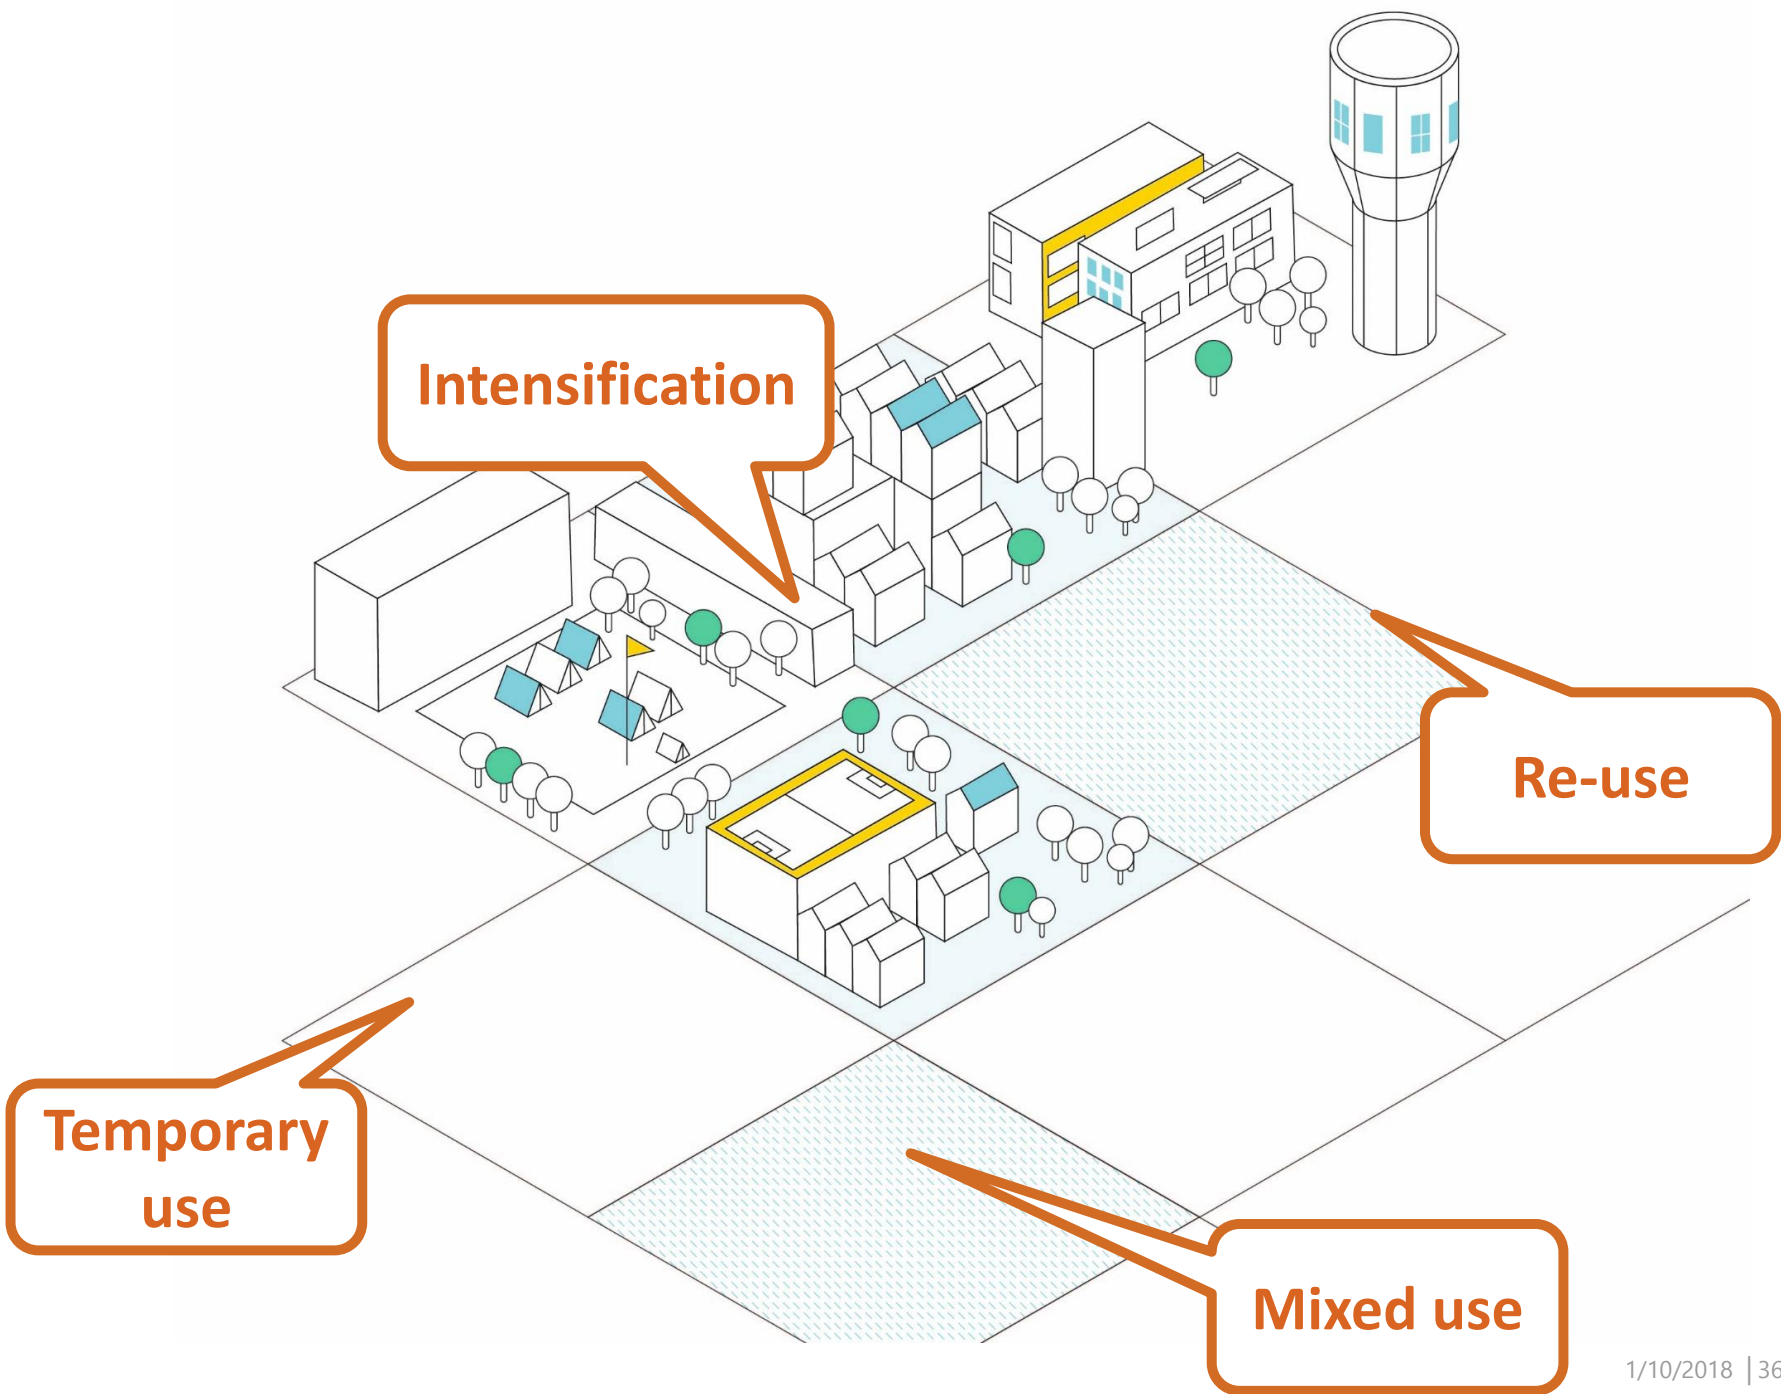 Intensification
Re-use
Temporary
use
Mixed use
1/10/2018 | 36